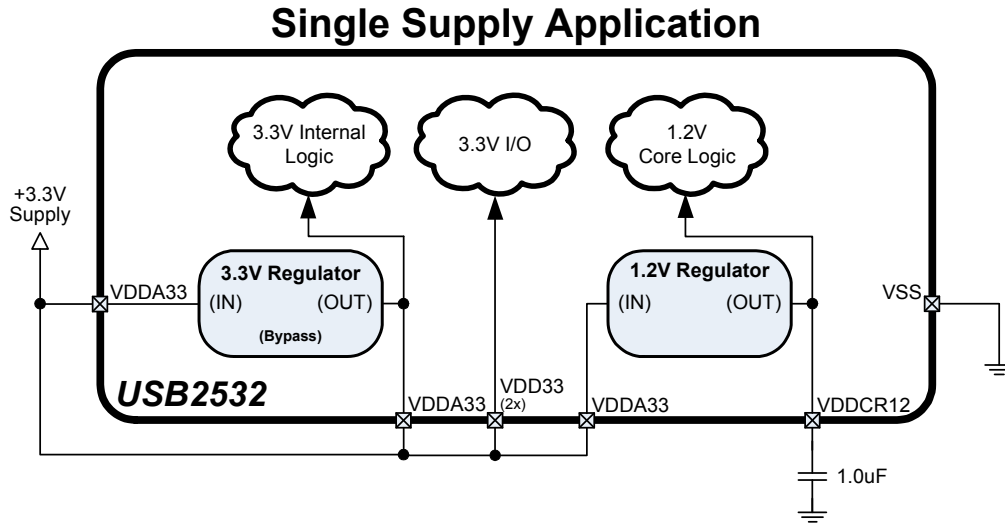 Single Supply Application
3.3V Internal
Logic
3.3V I/O
1.2V
Core Logic
+3.3V
Supply
VDDA33
3.3V Regulator
(IN)
(OUT)
(Bypass)
1.2V Regulator
(IN)
(OUT)
VSS
USB2532
VDDA33
VDD33
(2x)
VDDA33
VDDCR12
1.0uF